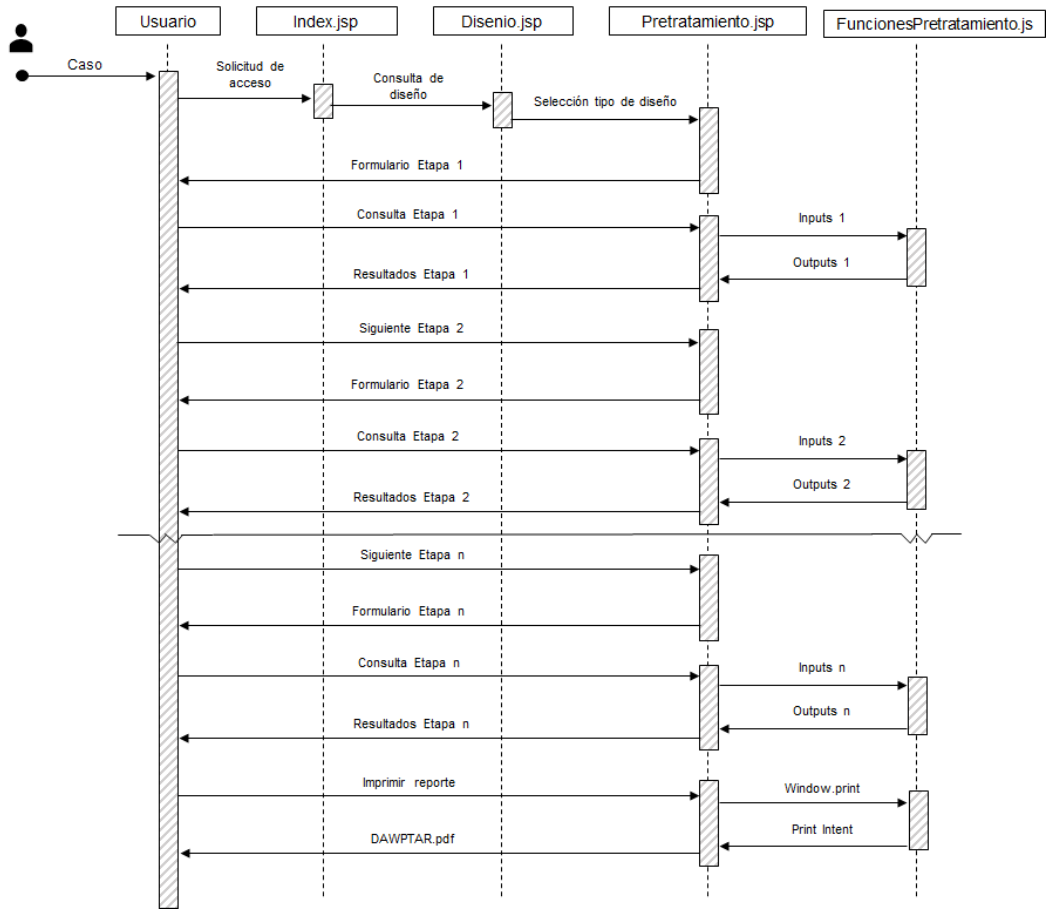 Usuario
Index.jsp
Disenio.jsp
Pretratamiento.jsp
FuncionesPretratamiento.js
Caso
Solicitud de
acceso
Consulta de
diseño
Selección tipo de diseño
Formulario Etapa 1
Consulta Etapa 1
Inputs 1
Outputs 1
Resultados Etapa 1
Siguiente Etapa 2
Formulario Etapa 2
Consulta Etapa 2
Inputs 2
Outputs 2
Resultados Etapa 2
Siguiente Etapa n
Formulario Etapa n
Consulta Etapa n
Inputs n
Outputs n
Resultados Etapa n
Imprimir reporte
Window.print
Print Intent
DAWPTAR.pdf